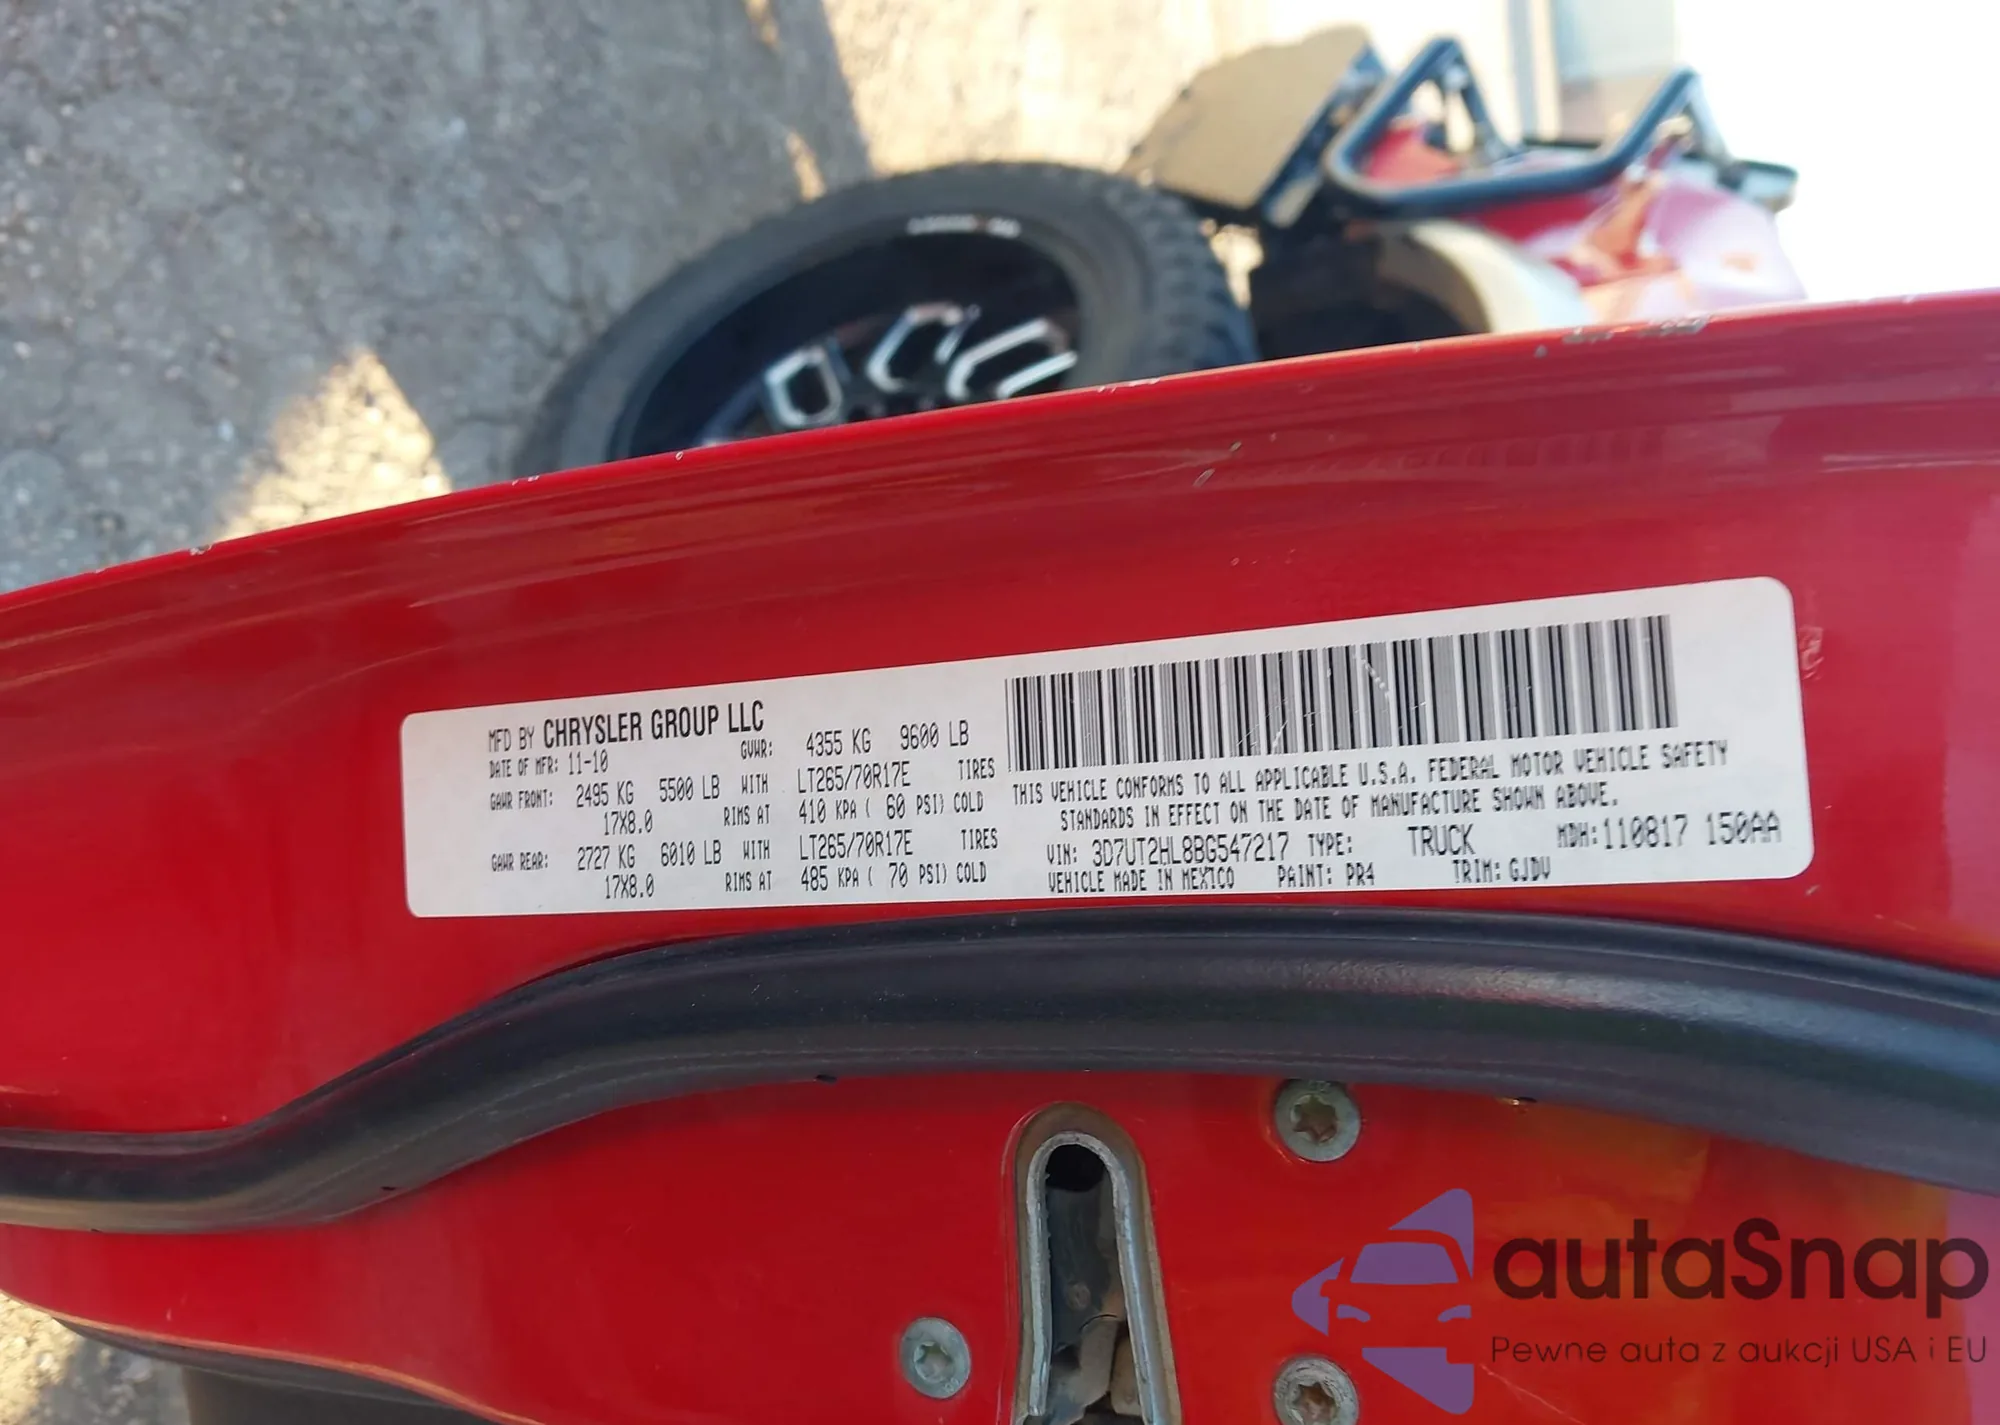 MFD BY CHRYSLER GROUP LLC
DATE OF MFR: 11-10 GVWR: 4355 KG 9600 LB
GAWR FRONT: 2495 KG 5500 LB WITH LT265/70R17E TIRES
17X8.0 RIMS AT 410 KPA ( 60 PSI) COLD
GAWR REAR: 2727 KG 6010 LB WITH LT265/70R17E TIRES
17X8.0 RIMS AT 485 KPA ( 70 PSI) COLD
THIS VEHICLE CONFORMS TO ALL APPLICABLE U.S.A. FEDERAL MOTOR VEHICLE SAFETY
STANDARDS IN EFFECT ON THE DATE OF MANUFACTURE SHOWN ABOVE.
VIN: 3D7UT2HL8BG547217 TYPE: TRUCK MDH: 110817 150AA
VEHICLE MADE IN MEXICO PAINT: PR4 TRIM: GJDV
autaSnap
Pewne auta z aukcji USA i EU